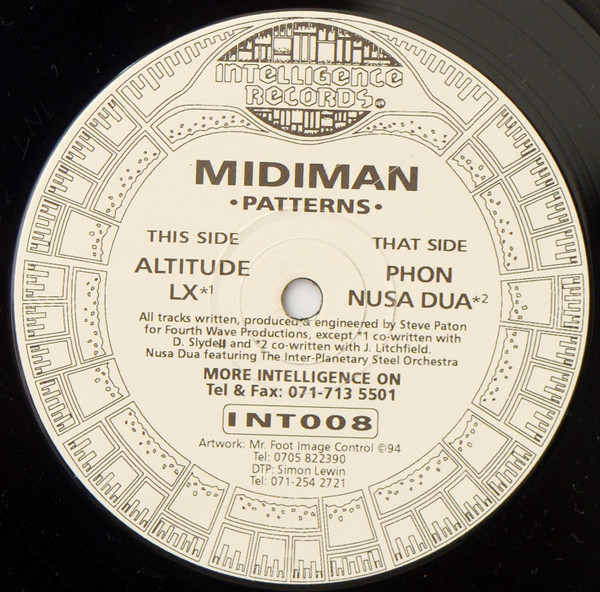 INTELLIGENCE
RECORDS
MIDIMAN
•PATTERNS•
THIS SIDE
ALTITUDE
LX*1
THAT SIDE
PHON
NUSA DUA*2
All tracks written, produced & engineered by Steve Paton
for Fourth Wave Productions, except *1 co-written with
D. Slydell and *2 co-written with J. Litchfield.
Nusa Dua featuring The Inter-Planetary Steel Orchestra
MORE INTELLIGENCE ON
Tel & Fax: 071-713 5501
INT008
Artwork: Mr. Foot Image Control ©94
Tel: 0705 822390
DTP: Simon Lewin
Tel: 071-254 2721